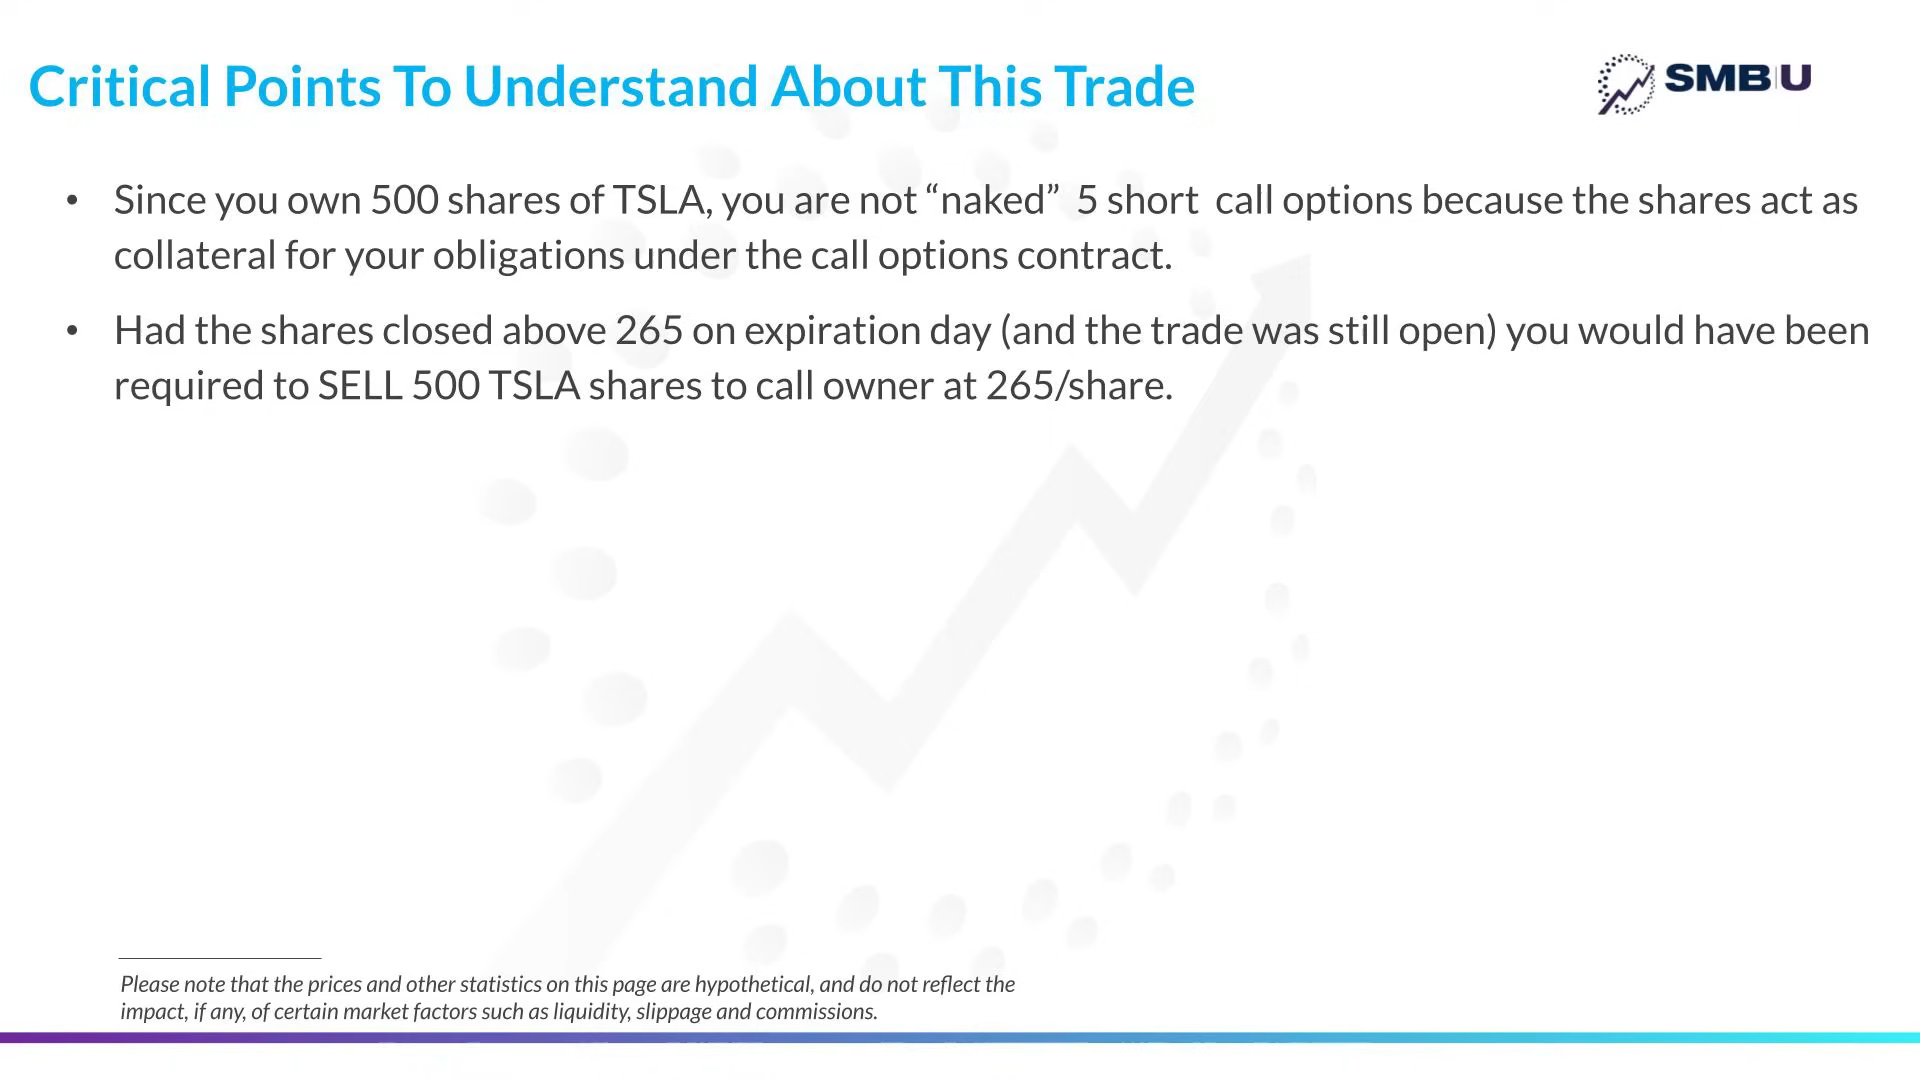 Critical Points To Understand About This Trade
SMB U
• Since you own 500 shares of TSLA, you are not “naked” 5 short call options because the shares act as
collateral for your obligations under the call options contract.
• Had the shares closed above 265 on expiration day (and the trade was still open) you would have been
required to SELL 500 TSLA shares to call owner at 265/share.
Please note that the prices and other statistics on this page are hypothetical, and do not reflect the
impact, if any, of certain market factors such as liquidity, slippage and commissions.